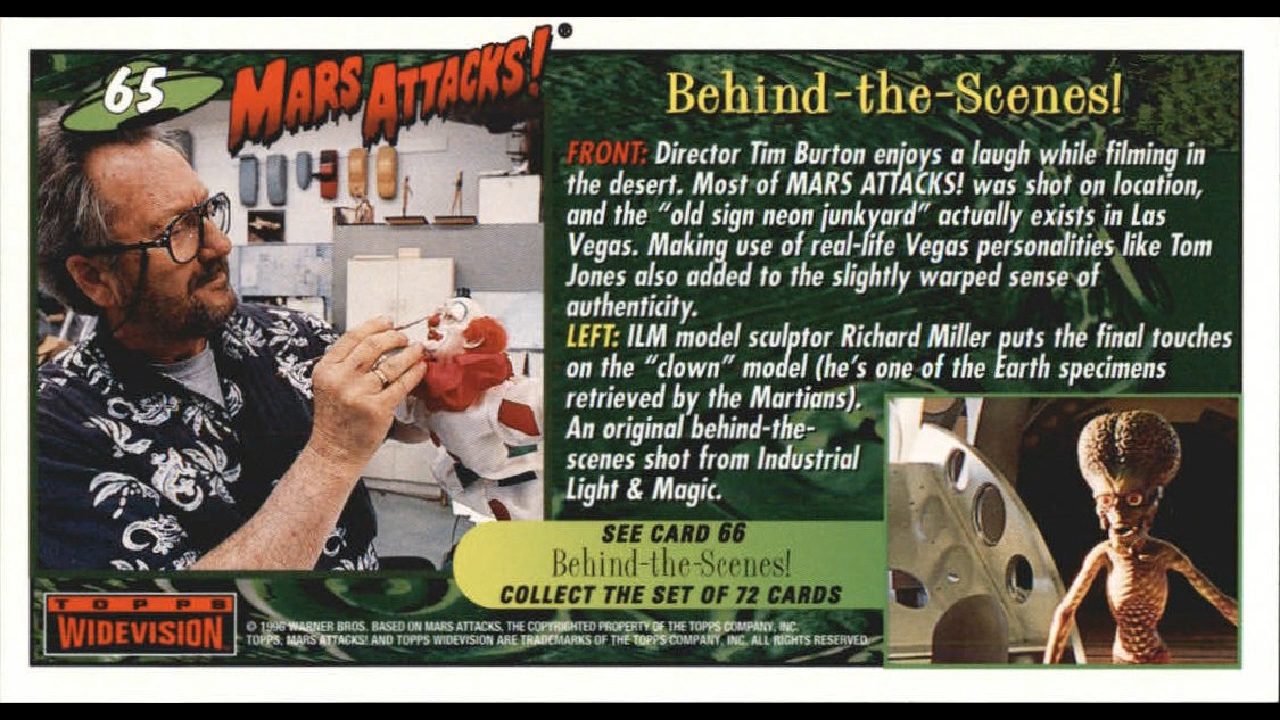 65
MARS ATTACKS!®
Behind-the-Scenes!
FRONT: Director Tim Burton enjoys a laugh while filming in
the desert. Most of MARS ATTACKS! was shot on location,
and the "old sign neon junkyard" actually exists in Las
Vegas. Making use of real-life Vegas personalities like Tom
Jones also added to the slightly warped sense of
authenticity.
LEFT: ILM model sculptor Richard Miller puts the final touches
on the "clown" model (he's one of the Earth specimens
retrieved by the Martians).
An original behind-the-
scenes shot from Industrial
Light & Magic.
SEE CARD 66
Behind-the-Scenes!
COLLECT THE SET OF 72 CARDS
TOPPS
WIDEVISION
© 1996 WARNER BROS. BASED ON MARS ATTACKS, THE COPYRIGHTED PROPERTY OF THE TOPPS COMPANY, INC.
TOPPS, MARS ATTACKS! AND TOPPS WIDEVISION ARE TRADEMARKS OF THE TOPPS COMPANY, INC. ALL RIGHTS RESERVED.